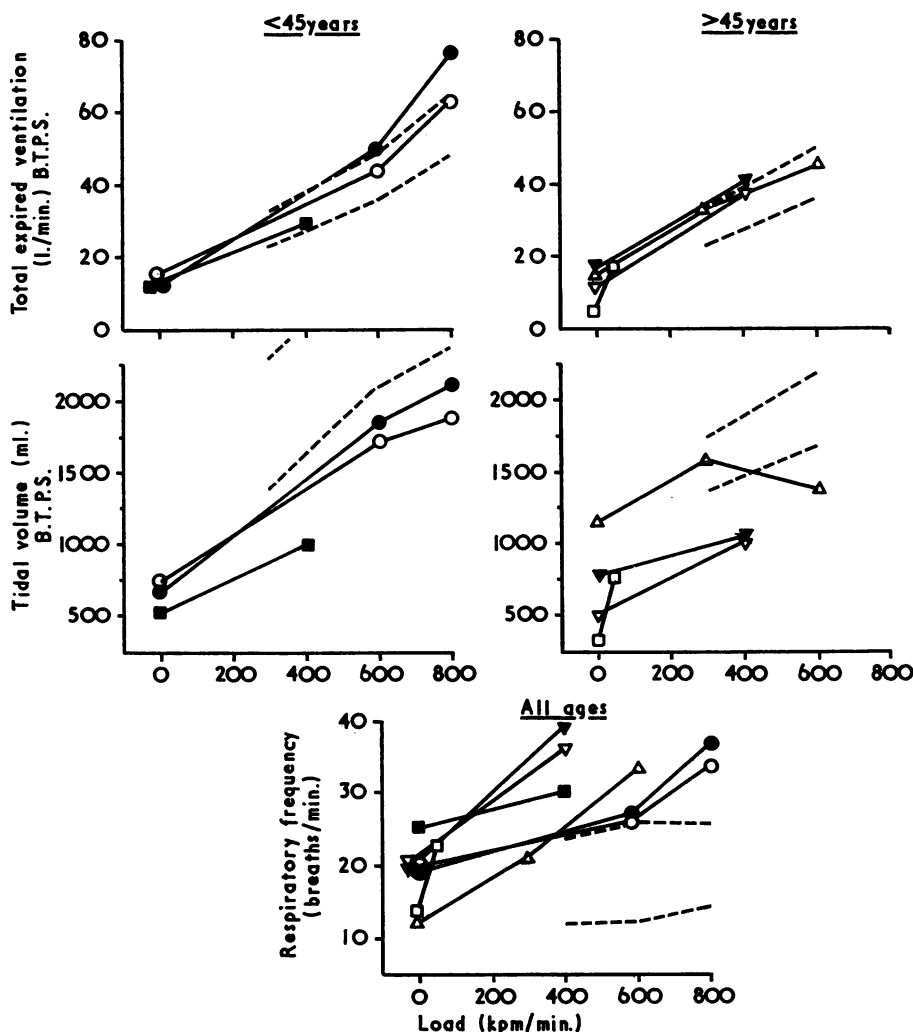 <45years
>45years
Total expired ventilation
(l./min.) B.T.P.S.
80
60
40
20
0
80
60
40
20
0
Tidal volume (ml.)
B.T.P.S.
2000
1500
1000
500
0 200 400 600 800
2000
1500
1000
500
0 200 400 600 800
All ages
Respiratory frequency
(breaths/min.)
40
30
20
10
0 200 400 600 800
Load (kpm/min.)